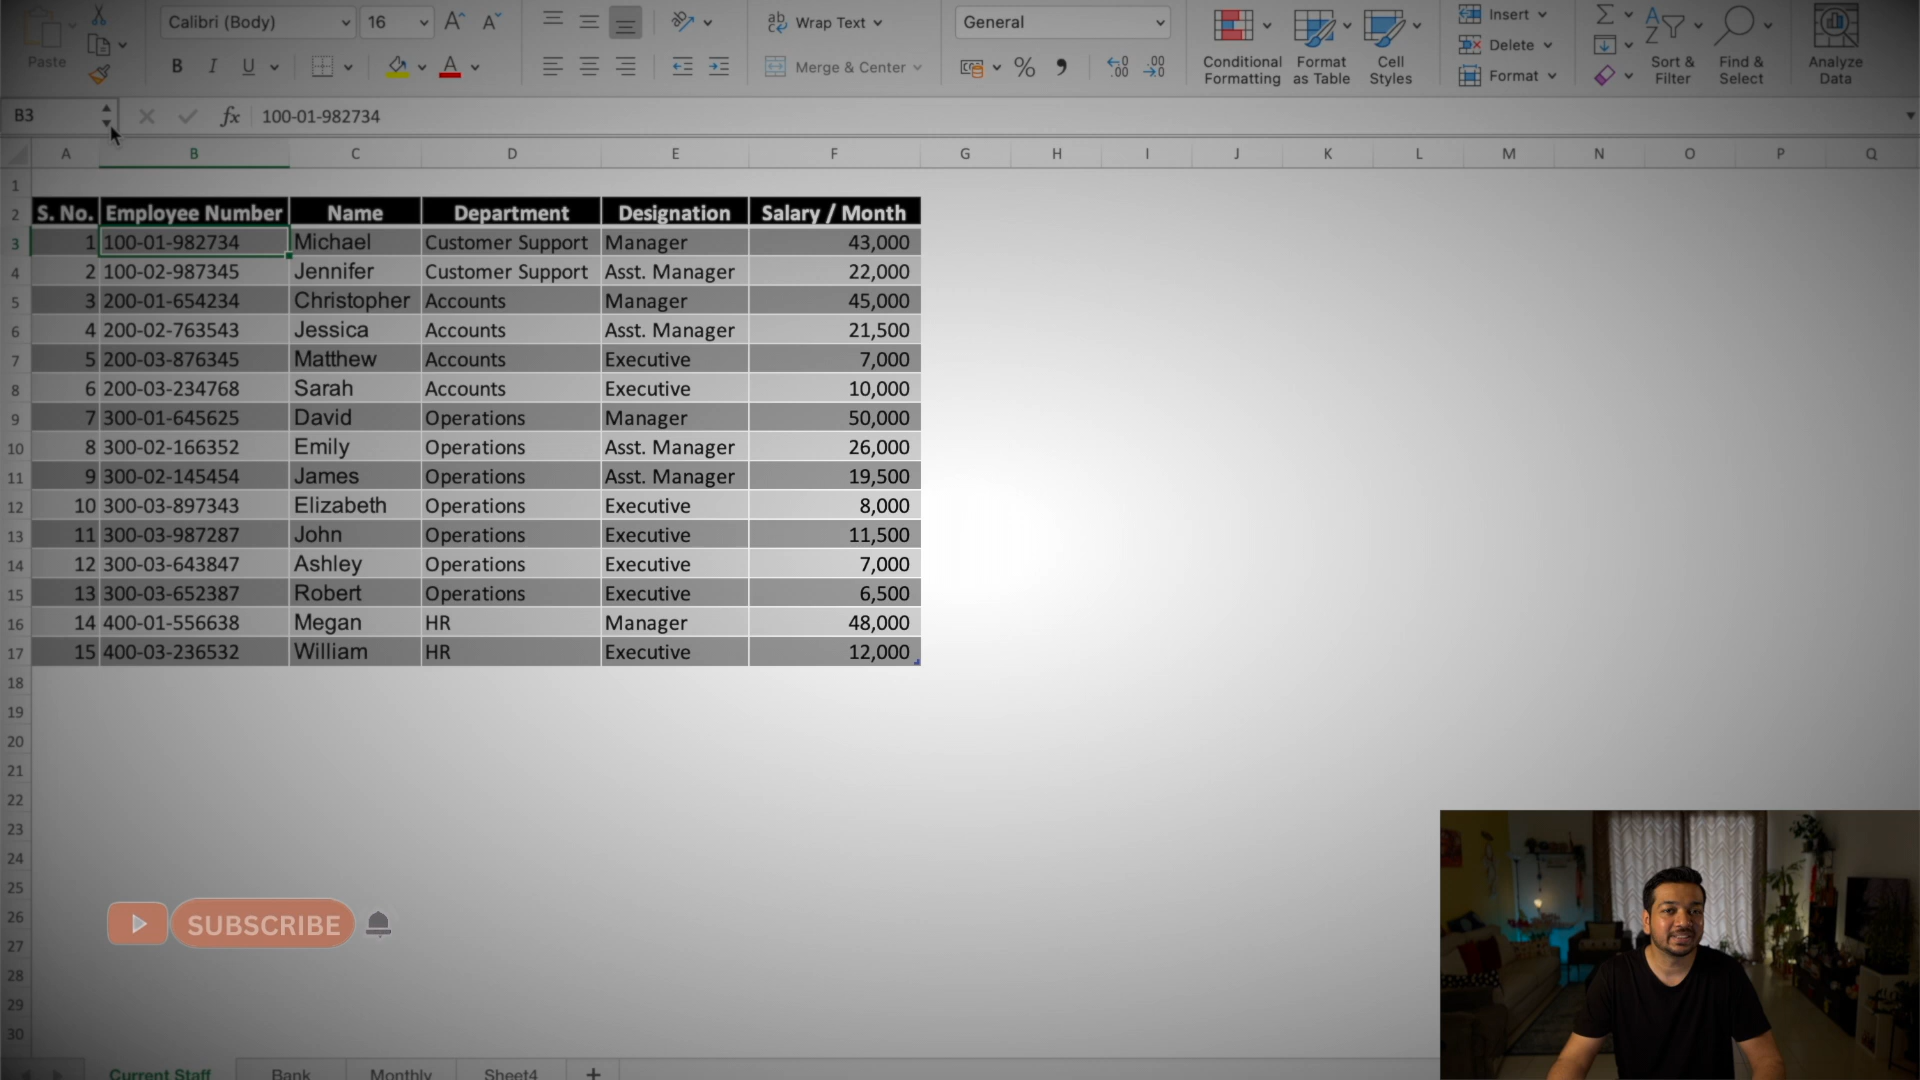 Calibri (Body) 16 A^ Aˇ Wrap Text General Insert
Paste B I U A Merge & Center % , Conditional Formatting Format as Table Cell Styles Delete Format Sort & Filter Find & Select Analyze Data
B3 fx 100-01-982734
A B C D E F G H I J K L M N O P Q
1
2 S. No. Employee Number Name Department Designation Salary / Month
3 1 100-01-982734 Michael Customer Support Manager 43,000
4 2 100-02-987345 Jennifer Customer Support Asst. Manager 22,000
5 3 200-01-654234 Christopher Accounts Manager 45,000
6 4 200-02-763543 Jessica Accounts Asst. Manager 21,500
7 5 200-03-876345 Matthew Accounts Executive 7,000
8 6 200-03-234768 Sarah Accounts Executive 10,000
9 7 300-01-645625 David Operations Manager 50,000
10 8 300-02-166352 Emily Operations Asst. Manager 26,000
11 9 300-02-145454 James Operations Asst. Manager 19,500
12 10 300-03-897343 Elizabeth Operations Executive 8,000
13 11 300-03-987287 John Operations Executive 11,500
14 12 300-03-643847 Ashley Operations Executive 7,000
15 13 300-03-652387 Robert Operations Executive 6,500
16 14 400-01-556638 Megan HR Manager 48,000
17 15 400-03-236532 William HR Executive 12,000
18
19
20
21
22
23
24
25
26
SUBSCRIBE
27
28
29
30
Current Staff Bank Monthly Sheet4 +